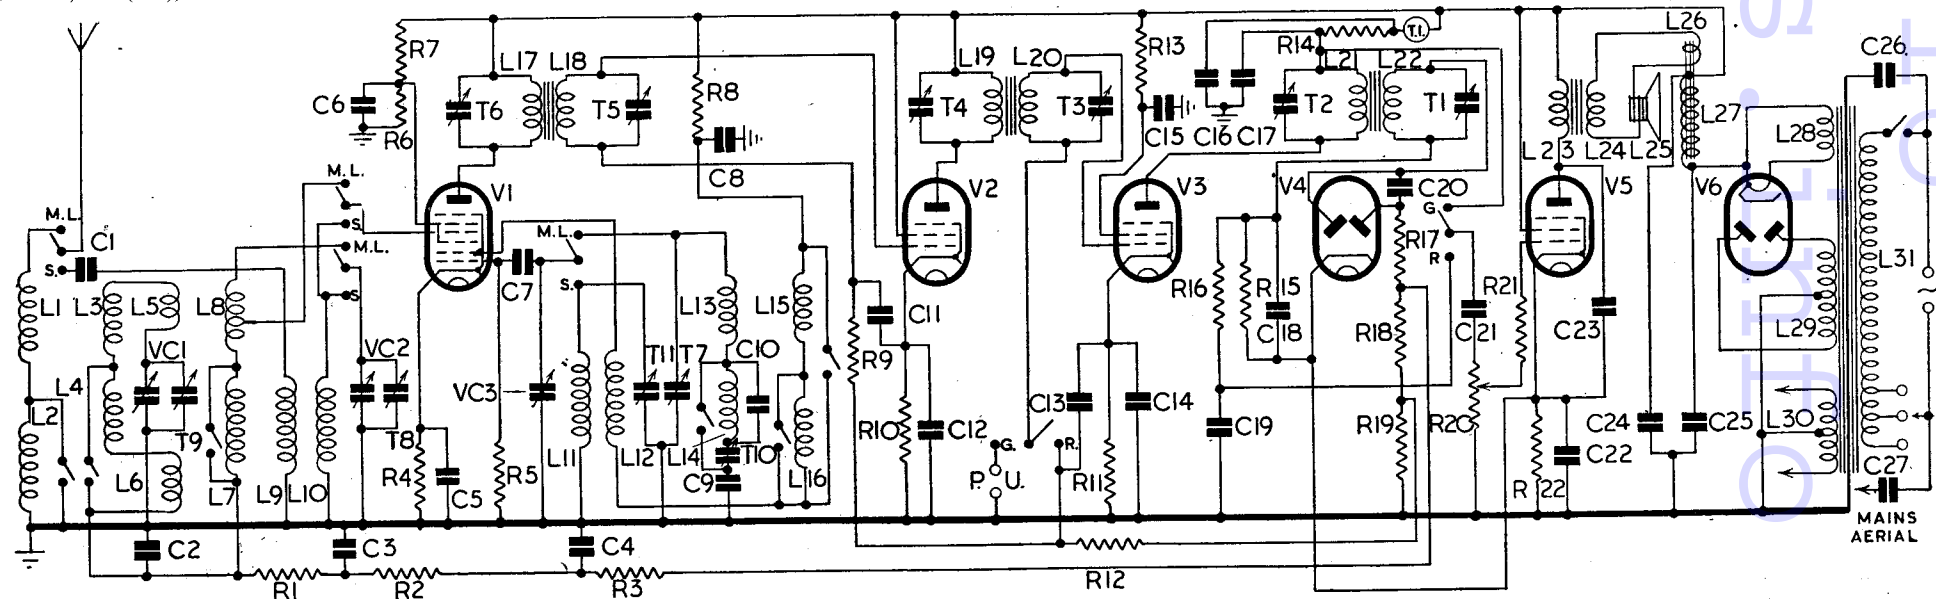 L26
C26
R7
L17 L18
L19 L20
R13
R14
T.I.
L2 L22
C6
R6
T6
T5
R8
T4
T3
C15 C16 C17
T2
T1
L27
L28
C8
L23 L24 L25
M.L.
V1
V2
V3
V4
C20
V5
V6
M.L.
C1
S.
S.
M.L.
M.L.
G.
R17
R
L31
L1 L3 L5 L8
S
C7
S.
L13
L15
C11
R16
R15
C18
R18
C21
R21
C23
L29
~
VC1
VC2
VC3
T11 T7 C10
R9
L4
L2
T9
T8
R10
C12
C13
C14
C19
R19
R20
C24
C25
L30
L6
L7
L9 L10
R4
C5
R5
L11
L12
L14
T10
C9
L16
G.
R.
P. U.
R11
R22
C22
C27
MAINS
AERIAL
C2
C3
C4
R1
R2
R3
R12